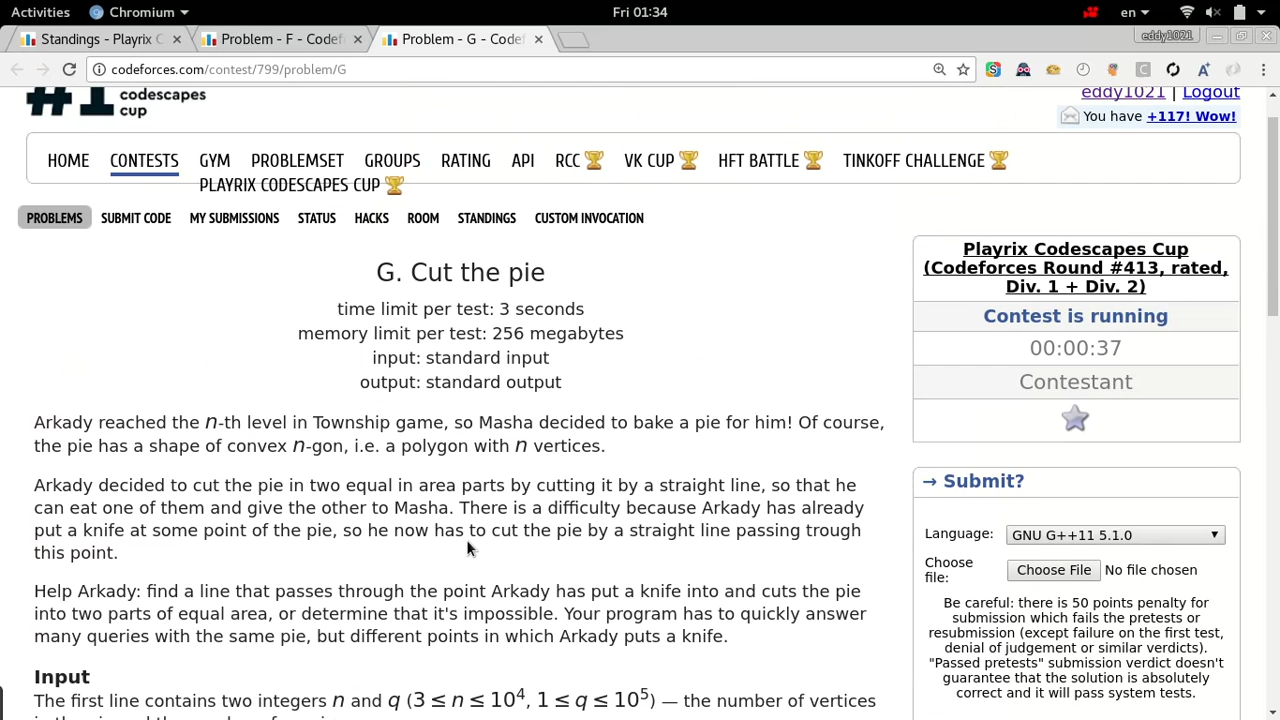 Activities Chromium Fri 01:34 en
Standings - Playrix C Problem - F - Codef Problem - G - Codef eddy1021
codeforces.com/contest/799/problem/G
#1 codescapes
cup
eddy1021 | Logout
You have +117! Wow!
HOME CONTESTS GYM PROBLEMSET GROUPS RATING API RCC VK CUP HFT BATTLE TINKOFF CHALLENGE
PLAYRIX CODESCAPES CUP
PROBLEMS SUBMIT CODE MY SUBMISSIONS STATUS HACKS ROOM STANDINGS CUSTOM INVOCATION
G. Cut the pie
time limit per test: 3 seconds
memory limit per test: 256 megabytes
input: standard input
output: standard output
Arkady reached the n-th level in Township game, so Masha decided to bake a pie for him! Of course,
the pie has a shape of convex n-gon, i.e. a polygon with n vertices.
Arkady decided to cut the pie in two equal in area parts by cutting it by a straight line, so that he
can eat one of them and give the other to Masha. There is a difficulty because Arkady has already
put a knife at some point of the pie, so he now has to cut the pie by a straight line passing trough
this point.
Help Arkady: find a line that passes through the point Arkady has put a knife into and cuts the pie
into two parts of equal area, or determine that it's impossible. Your program has to quickly answer
many queries with the same pie, but different points in which Arkady puts a knife.
Input
The first line contains two integers n and q (3 ≤ n ≤ 10^4, 1 ≤ q ≤ 10^5) — the number of vertices
Playrix Codescapes Cup
(Codeforces Round #413, rated,
Div. 1 + Div. 2)
Contest is running
00:00:37
Contestant
→ Submit?
Language: GNU G++11 5.1.0
Choose
file: Choose File No file chosen
Be careful: there is 50 points penalty for
submission which fails the pretests or
resubmission (except failure on the first test,
denial of judgement or similar verdicts).
"Passed pretests" submission verdict doesn't
guarantee that the solution is absolutely
correct and it will pass system tests.